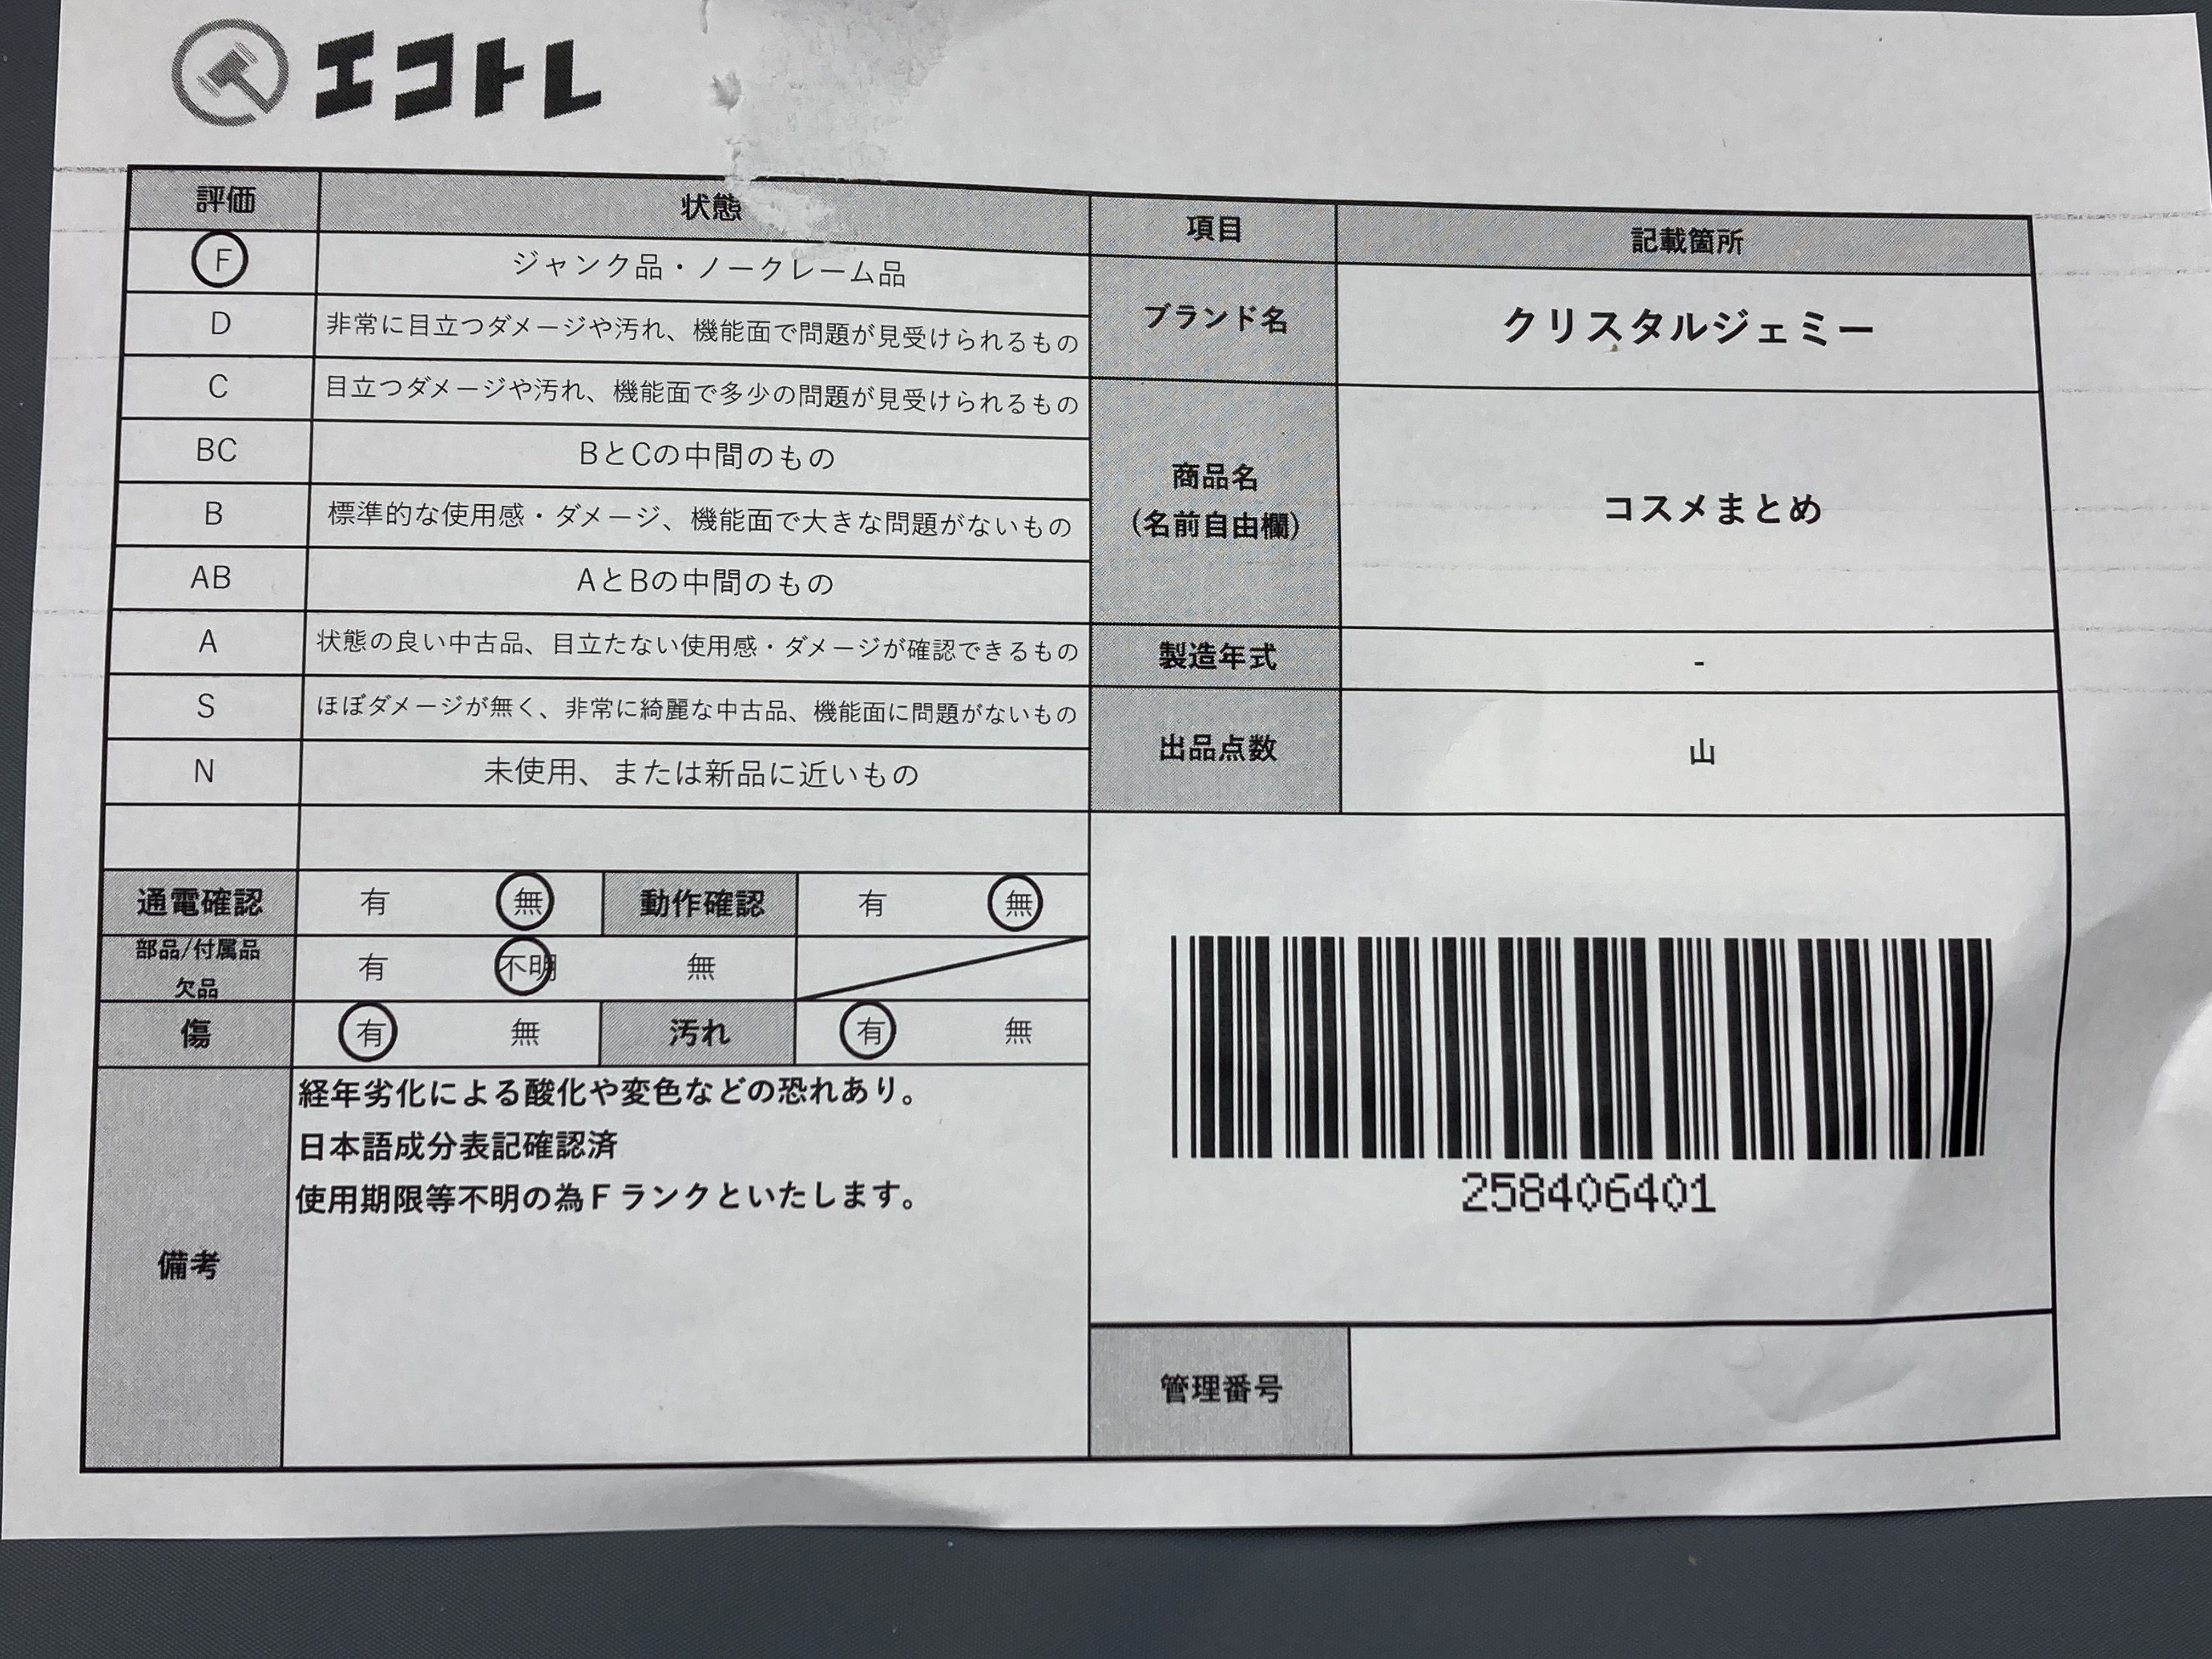 エコトレ
評価 状態
F ジャンク品・ノークレーム品
D 非常に目立つダメージや汚れ、機能面で問題が見受けられるもの
C 目立つダメージや汚れ、機能面で多少の問題が見受けられるもの
BC BとCの中間のもの
B 標準的な使用感・ダメージ、機能面で大きな問題がないもの
AB AとBの中間のもの
A 状態の良い中古品、目立たない使用感・ダメージが確認できるもの
S ほぼダメージが無く、非常に綺麗な中古品、機能面に問題がないもの
N 未使用、または新品に近いもの
通電確認 有 無 動作確認 有 無
部品/付属品
欠品
有 不明 無
傷 有 無 汚れ 有 無
備考
経年劣化による酸化や変色などの恐れあり。
日本語成分表記確認済
使用期限等不明の為Fランクといたします。
項目 記載箇所
ブランド名 クリスタルジェミー
商品名
(名前自由欄)
コスメまとめ
製造年式 -
出品点数 山
258406401
管理番号